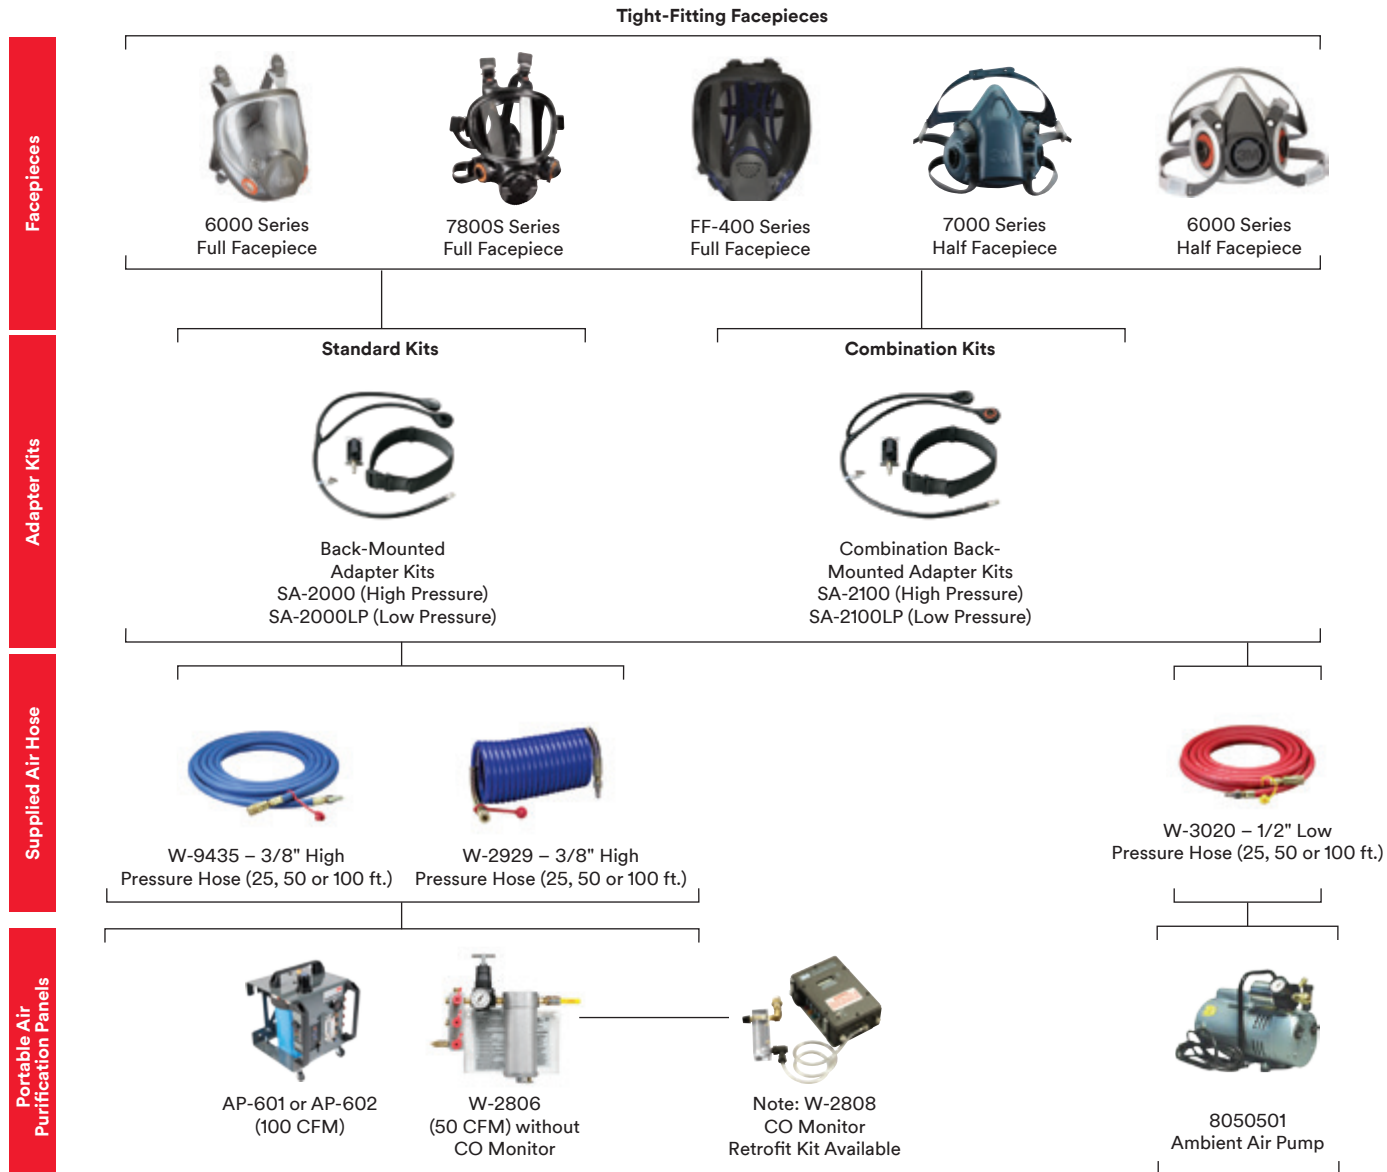 Tight-Fitting Facepieces
Facepieces
6000 Series
Full Facepiece
7800S Series
Full Facepiece
FF-400 Series
Full Facepiece
7000 Series
Half Facepiece
6000 Series
Half Facepiece
Adapter Kits
Standard Kits
Combination Kits
Back-Mounted
Adapter Kits
SA-2000 (High Pressure)
SA-2000LP (Low Pressure)
Combination Back-
Mounted Adapter Kits
SA-2100 (High Pressure)
SA-2100LP (Low Pressure)
Supplied Air Hose
W-9435 – 3/8" High
Pressure Hose (25, 50 or 100 ft.)
W-2929 – 3/8" High
Pressure Hose (25, 50 or 100 ft.)
W-3020 – 1/2" Low
Pressure Hose (25, 50 or 100 ft.)
Portable Air
Purification Panels
AP-601 or AP-602
(100 CFM)
W-2806
(50 CFM) without
CO Monitor
Note: W-2808
CO Monitor
Retrofit Kit Available
8050501
Ambient Air Pump
3M